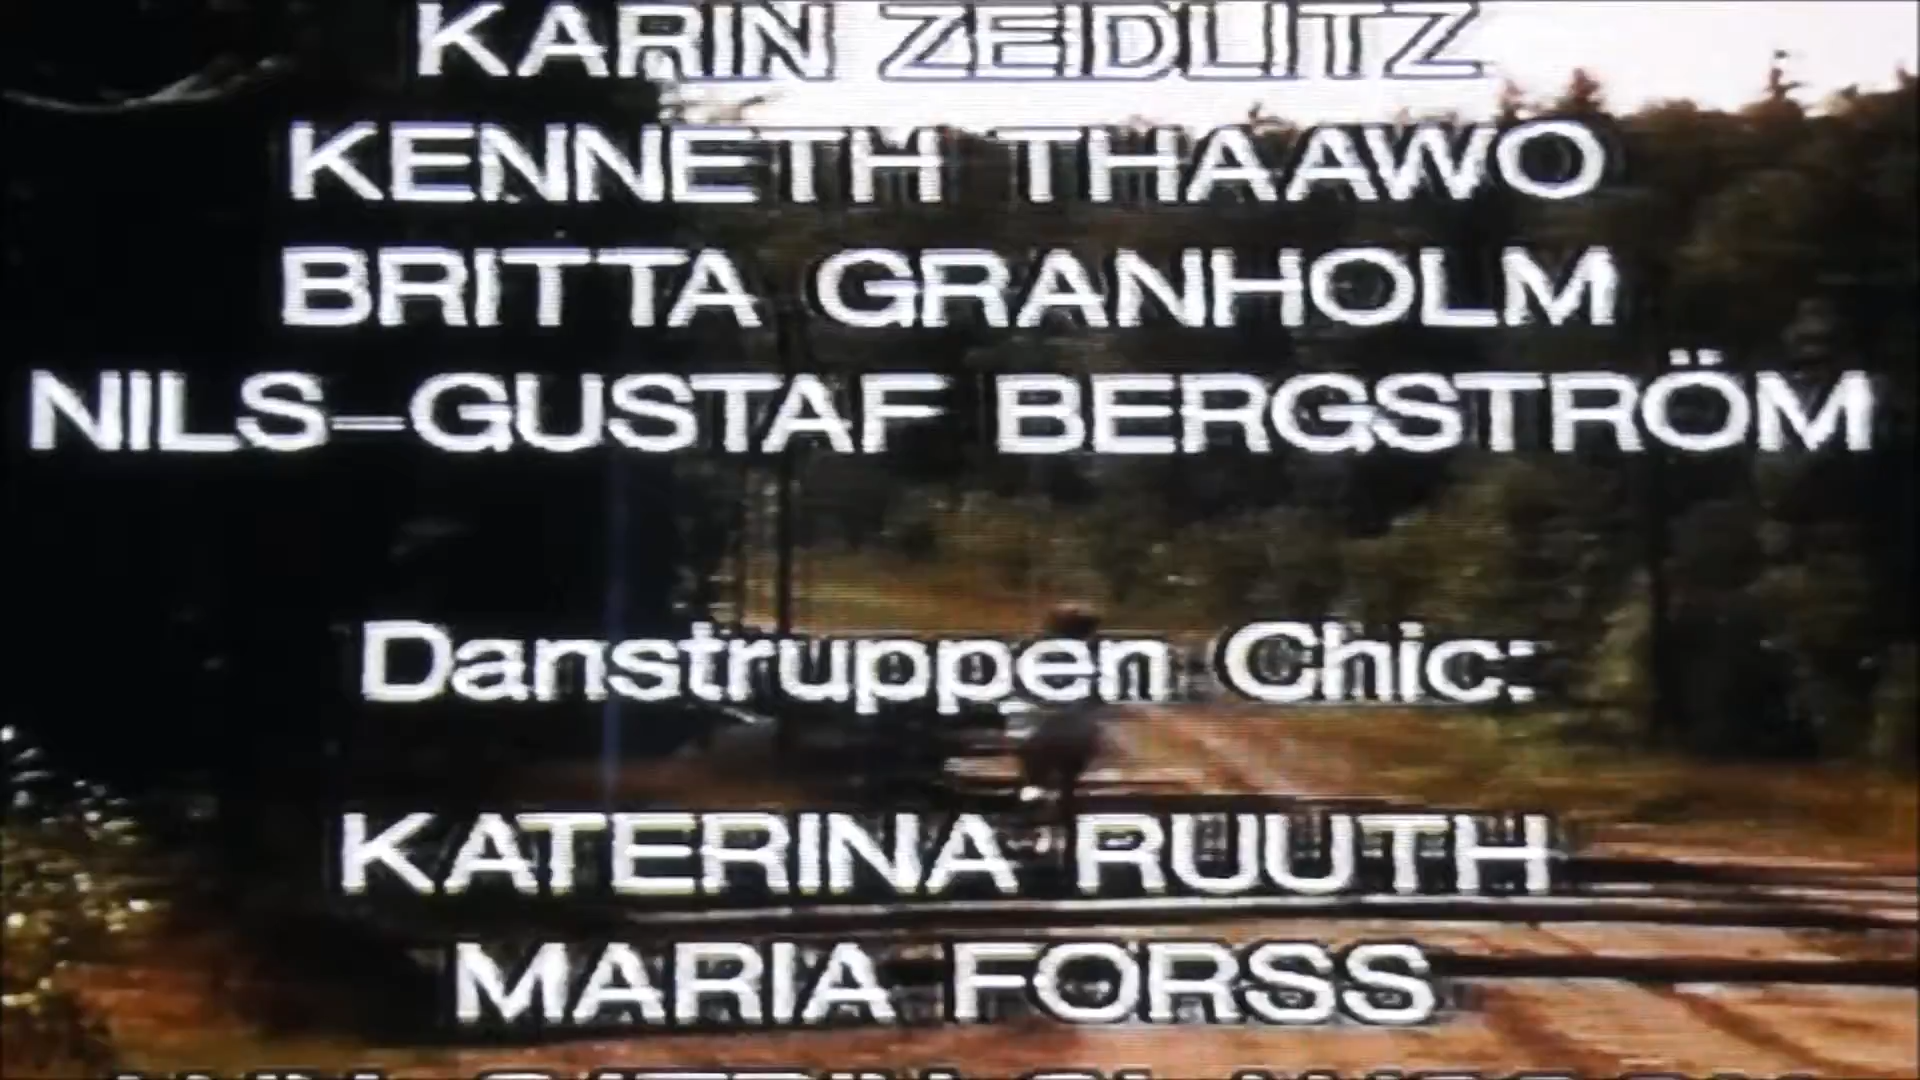 KARIN ZEIDLITZ
KENNETH THAAWO
BRITTA GRANHOLM
NILS-GUSTAF BERGSTRÖM
Danstruppen Chic:
KATERINA RUUTH
MARIA FORSS